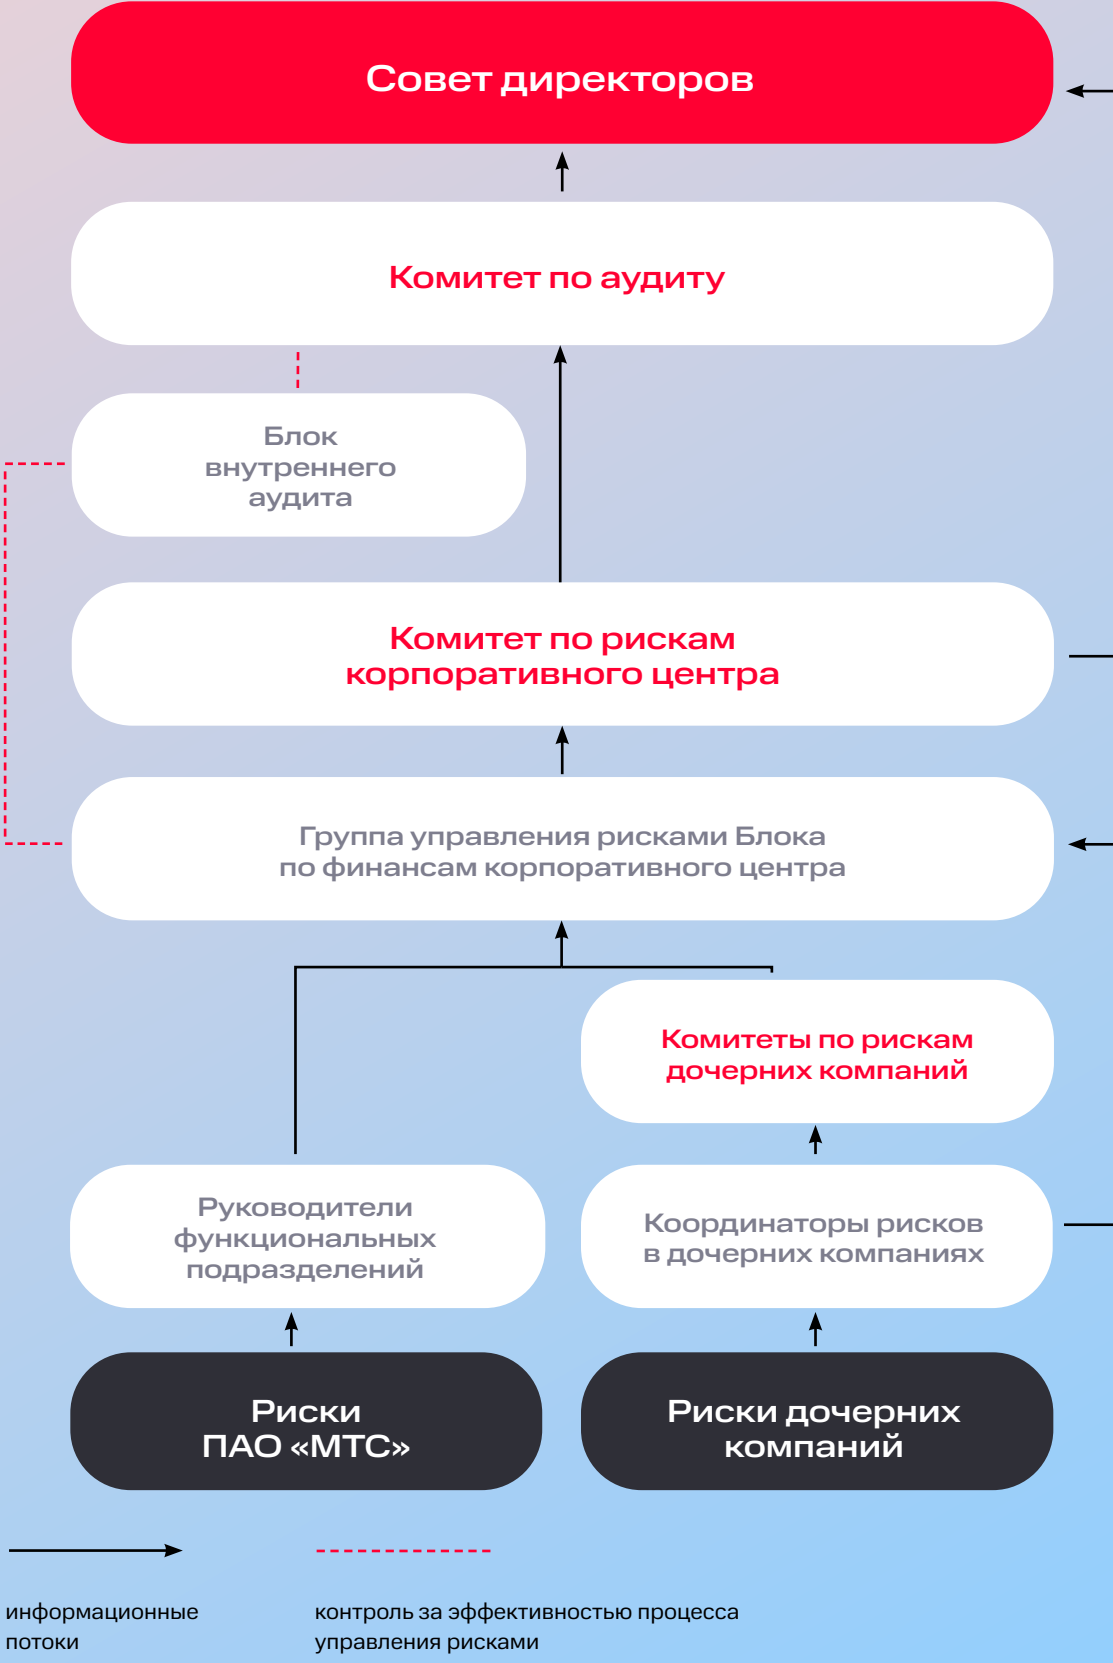 Совет директоров
Комитет по аудиту
Блок
внутреннего
аудита
Комитет по рискам
корпоративного центра
Группа управления рисками Блока
по финансам корпоративного центра
Комитеты по рискам
дочерних компаний
Руководители
функциональных
подразделений
Координаторы рисков
в дочерних компаниях
Риски
ПАО «МТС»
Риски дочерних
компаний
информационные
потоки
контроль за эффективностью процесса
управления рисками